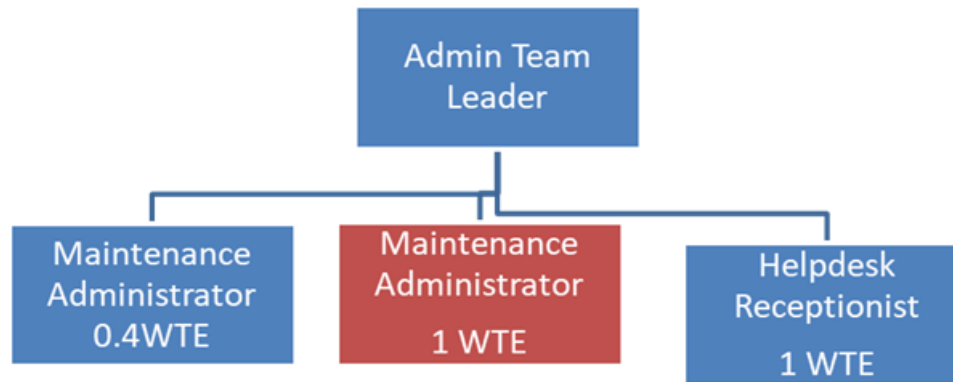 Admin Team
Leader
Maintenance
Administrator
0.4WTE
Maintenance
Administrator
1 WTE
Helpdesk
Receptionist
1 WTE